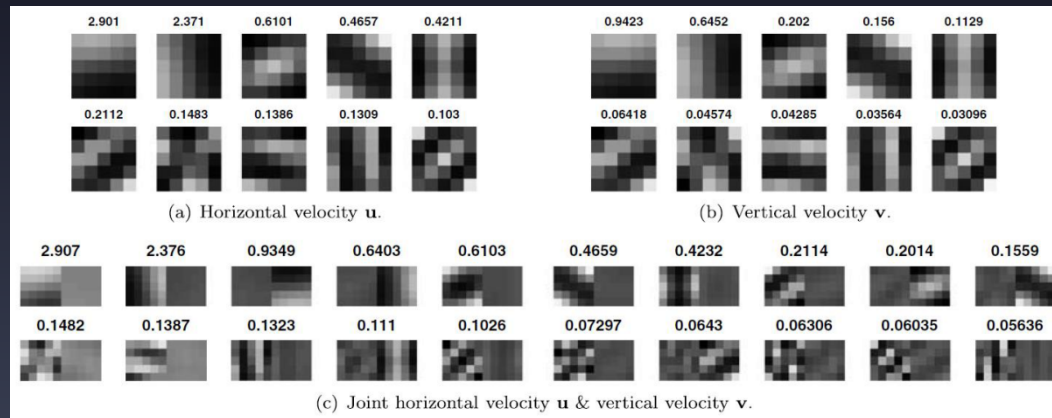 2.901 2.371 0.6101 0.4657 0.4211
0.2112 0.1483 0.1386 0.1309 0.103
(a) Horizontal velocity u.
0.9423 0.6452 0.202 0.156 0.1129
0.06418 0.04574 0.04285 0.03564 0.03096
(b) Vertical velocity v.
2.907 2.376 0.9349 0.6403 0.6103 0.4659 0.4232 0.2114 0.2014 0.1559
0.1482 0.1387 0.1323 0.111 0.1026 0.07297 0.0643 0.06306 0.06035 0.05636
(c) Joint horizontal velocity u & vertical velocity v.